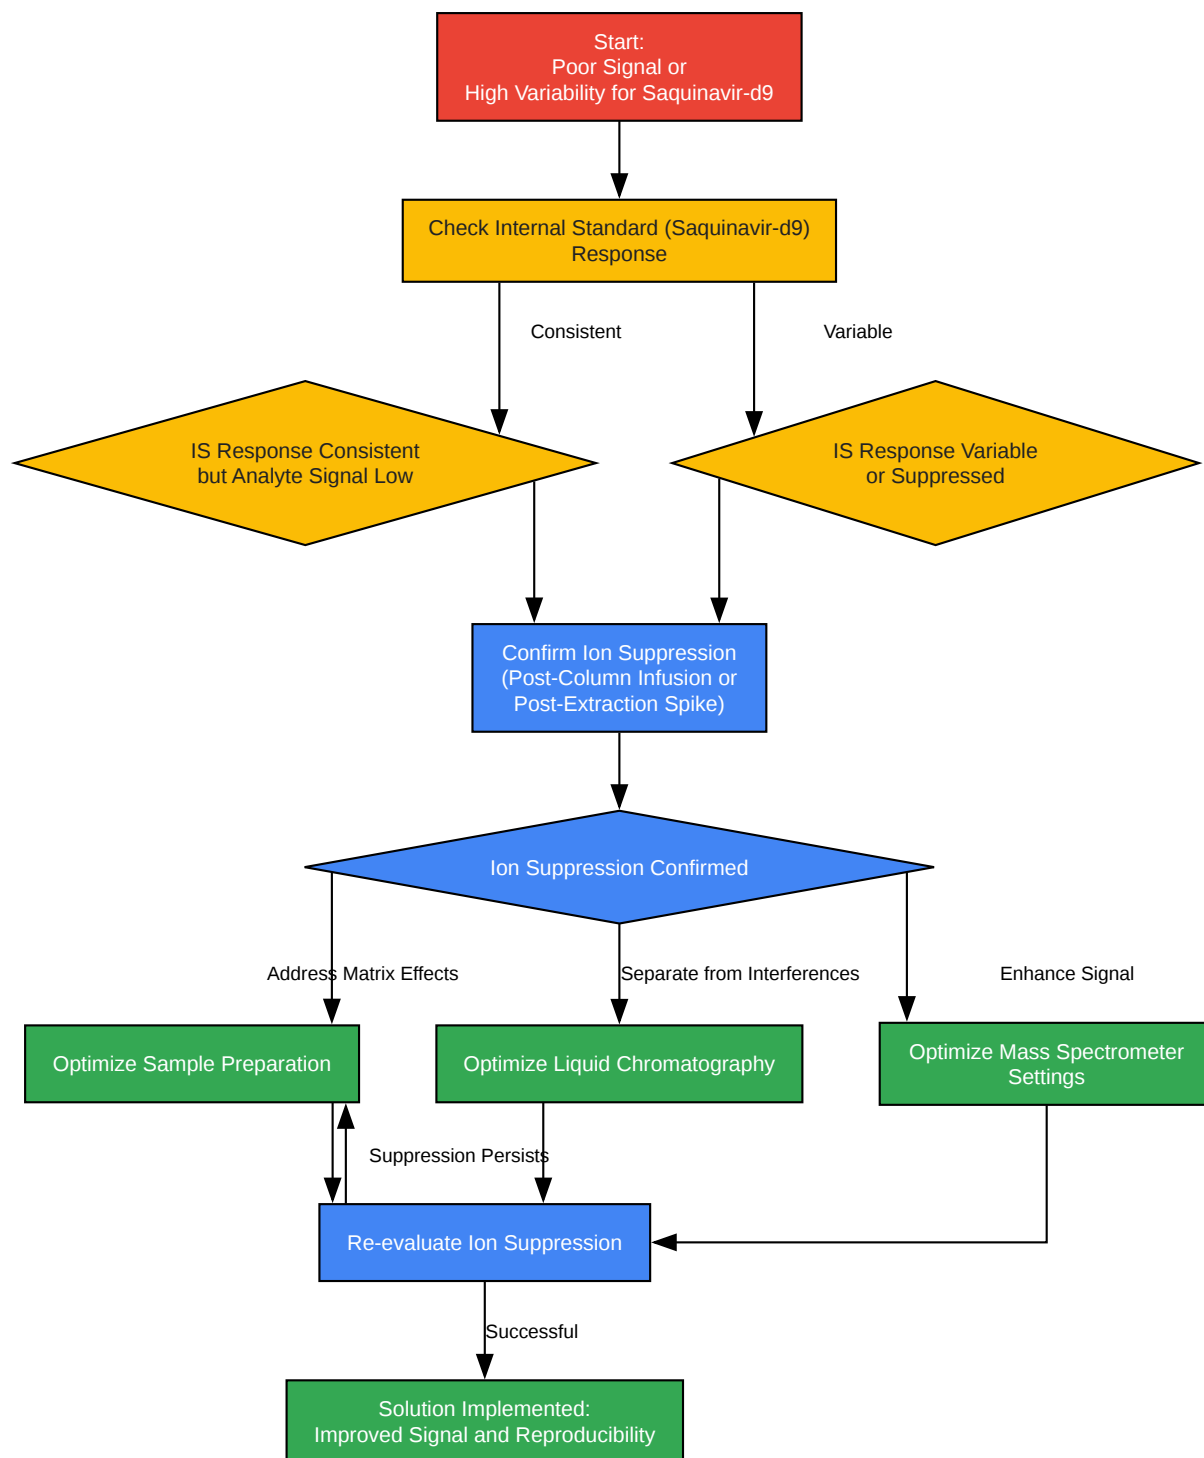 Start:
Poor Signal or
High Variability for Saquinavir-d9
Check Internal Standard (Saquinavir-d9)
Response
Consistent
Variable
IS Response Consistent
but Analyte Signal Low
IS Response Variable
or Suppressed
Confirm Ion Suppression
(Post-Column Infusion or
Post-Extraction Spike)
Ion Suppression Confirmed
Address Matrix Effects
Separate from Interferences
Enhance Signal
Optimize Sample Preparation
Optimize Liquid Chromatography
Optimize Mass Spectrometer
Settings
Suppression Persists
Re-evaluate Ion Suppression
Successful
Solution Implemented:
Improved Signal and Reproducibility